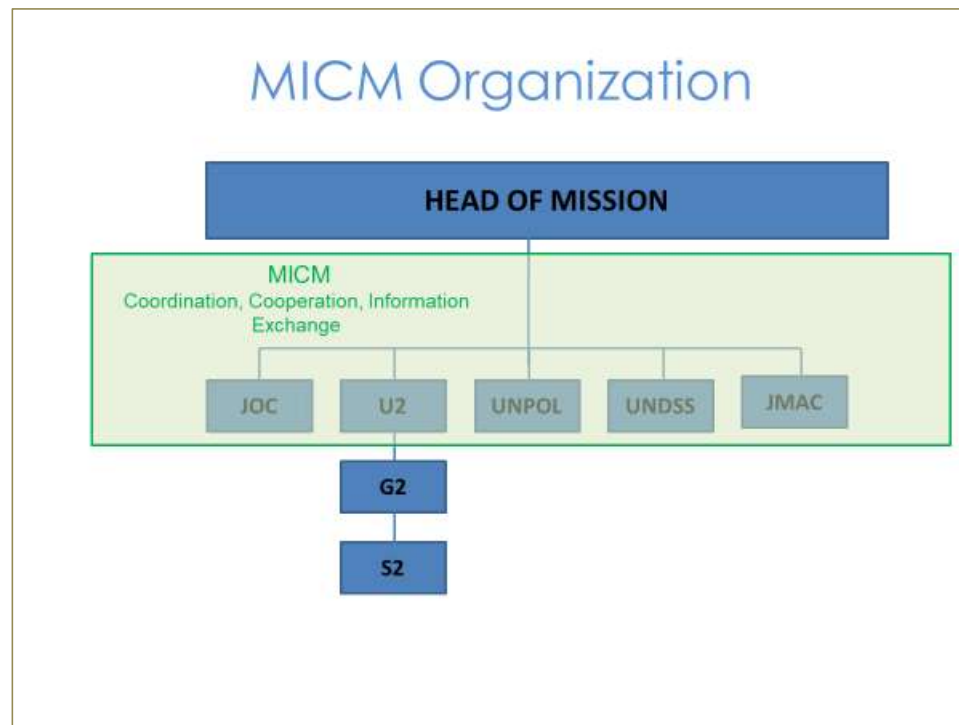 MICM Organization
HEAD OF MISSION
MICM
Coordination, Cooperation, Information
Exchange
JOC
U2
UNPOL
UNDSS
JMAC
G2
S2